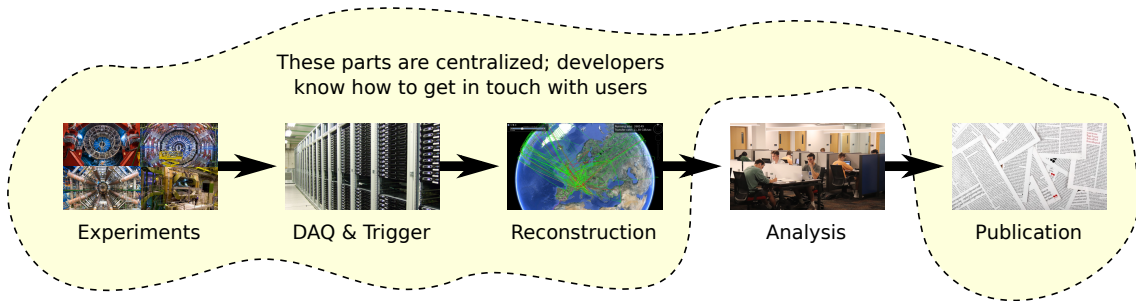 These parts are centralized; developers
know how to get in touch with users
Experiments
DAQ & Trigger
Reconstruction
Analysis
Publication